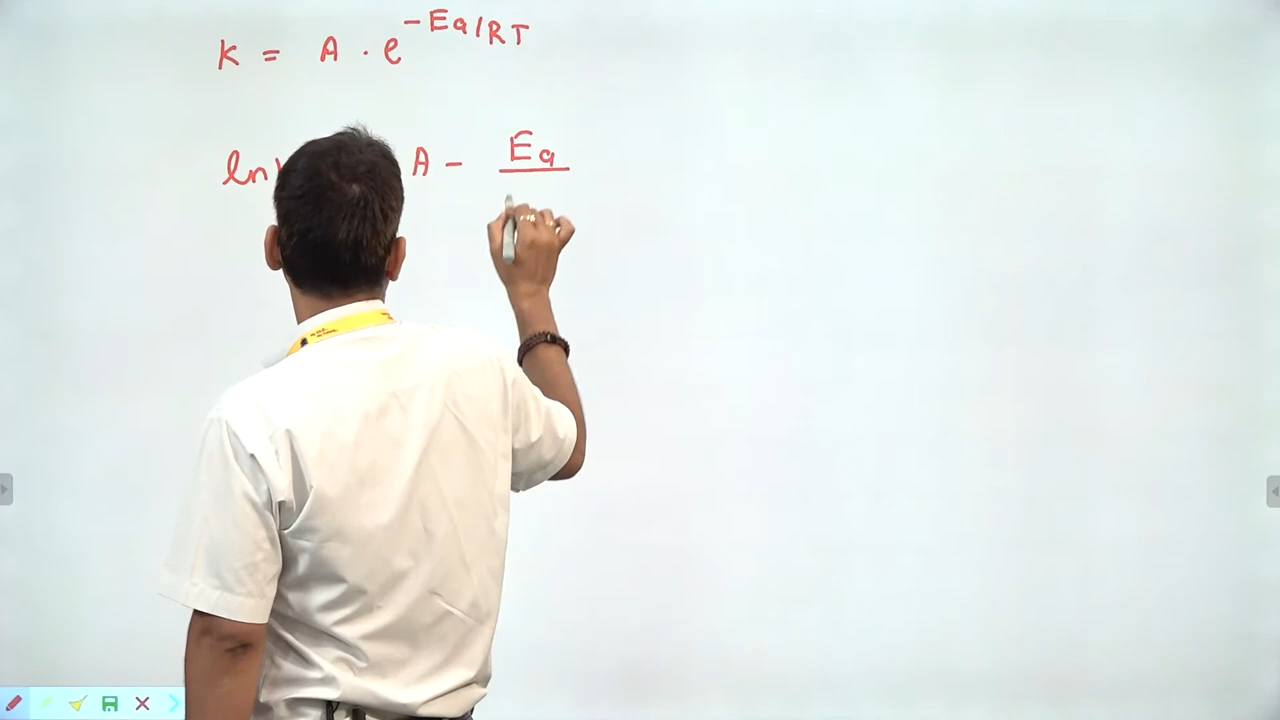 K = A · e^-Ea/RT
ln A - Ea